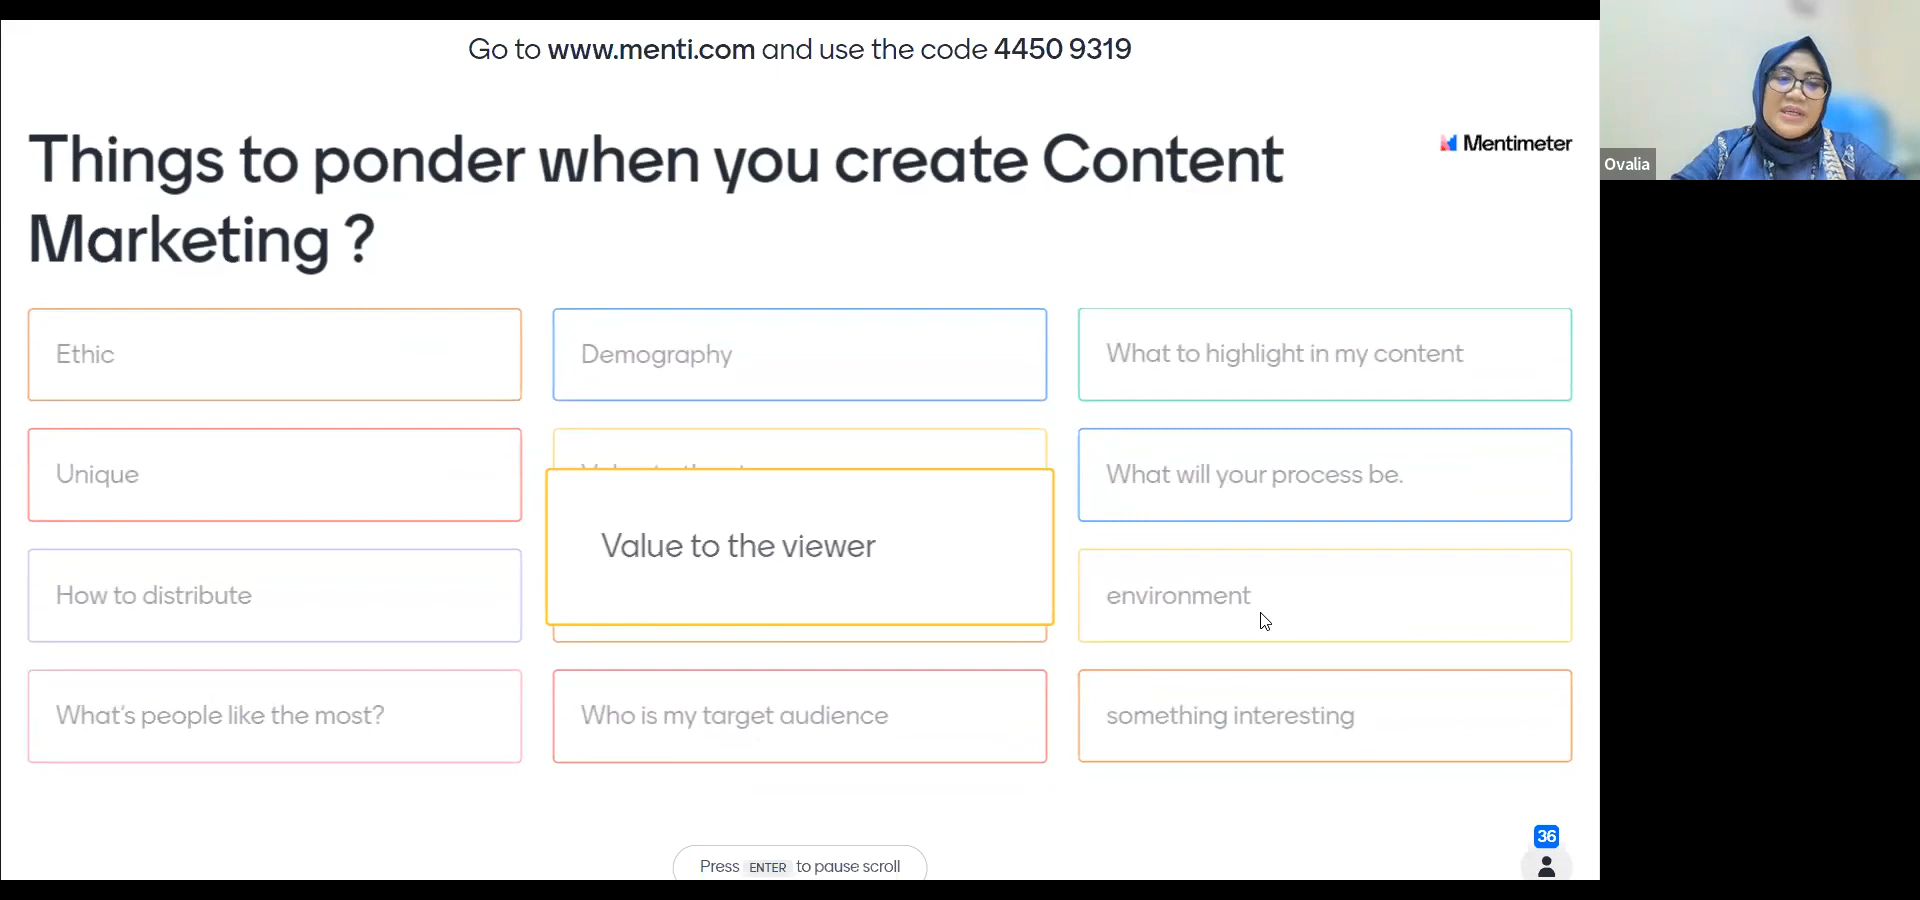 Go to www.menti.com and use the code 4450 9319
Things to ponder when you create Content
Marketing ?
Mentimeter
Ovalia
Ethic
Demography
What to highlight in my content
Unique
What will your process be.
Value to the viewer
How to distribute
environment
What's people like the most?
Who is my target audience
something interesting
36
Press ENTER to pause scroll